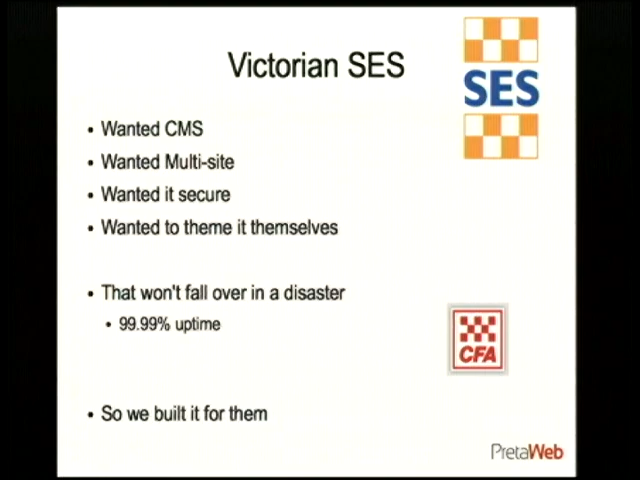 Victorian SES
SES
• Wanted CMS
• Wanted Multi-site
• Wanted it secure
• Wanted to theme it themselves
• That won't fall over in a disaster
• 99.99% uptime
CFA
• So we built it for them
PretaWeb